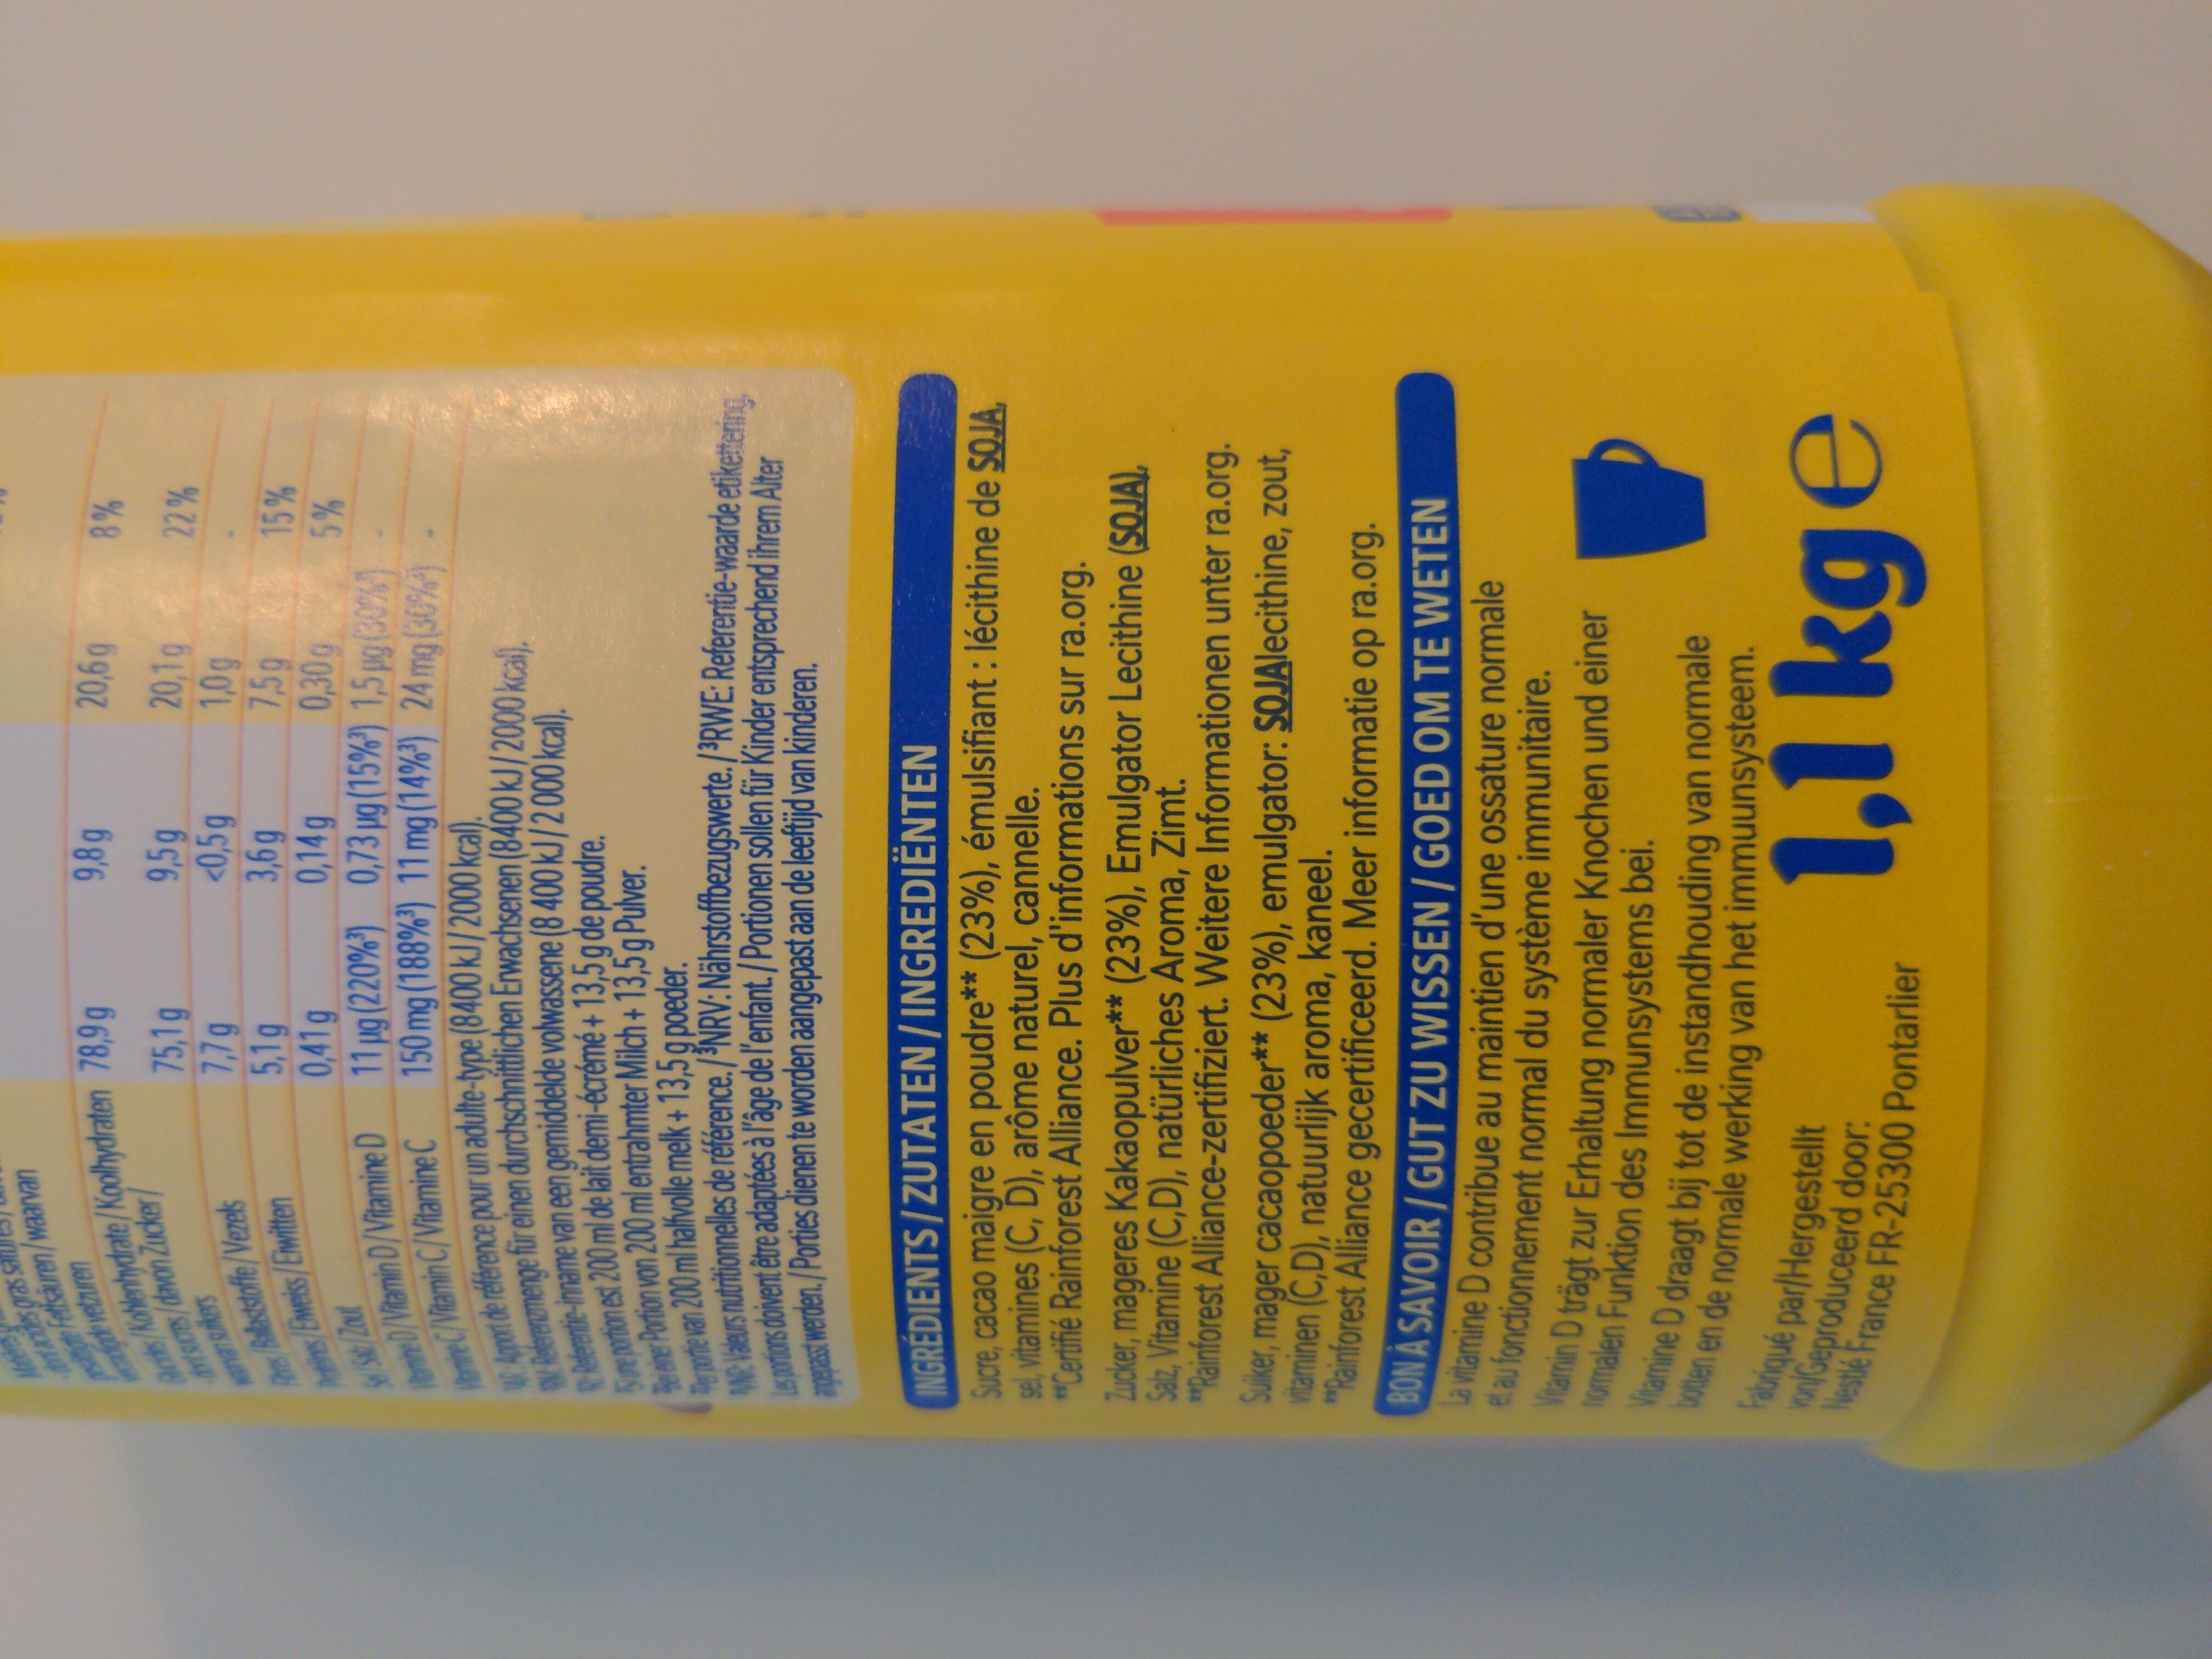 -dont acides gras saturés /
gesättigte Fettsäuren / waarvan
verzadigde vetzuren
Glucides / Kohlenhydrate / Koolhydraten 78,9 g 9,8 g 20,6 g 8%
-dont sucres / davon Zucker /
waarvan suikers 75,1 g 9,5 g 20,1 g 22%
Fibres / Ballaststoffe / Vezels 7,7 g <0,5 g 1,0 g -
Protéines / Eiweiss / Eiwitten 5,1 g 3,6 g 7,5 g 15%
Sel / Salz / Zout 0,41 g 0,14 g 0,30 g 5%
Vitamine D / Vitamin D / Vitamine D 11 µg (220%³) 0,73 µg (15%³) 1,5 µg (30%³) -
Vitamine C / Vitamin C / Vitamine C 150 mg (188%³) 11 mg (14%³) 24 mg (30%³) -
Apport de référence pour un adulte-type (8400 kJ / 2000 kcal).
Referenzmenge für einen durchschnittlichen Erwachsenen (8400 kJ / 2000 kcal).
Referentie-inname van een gemiddelde volwassene (8 400 kJ / 2 000 kcal).
portion = 200 ml de lait demi-écrémé + 13,5 g de poudre.
einer Portion von 200 ml entrahmter Milch + 13,5 g Pulver.
portie van 200 ml halfvolle melk + 13,5 g poeder.
Valeurs nutritionnelles de référence. / ³NRV: Nährstoffbezugswerte. / ³RWE: Referentie-waarde etikettering.
Les portions doivent être adaptées à l'âge de l'enfant. / Portionen sollen für Kinder entsprechend ihrem Alter
angepasst werden. / Porties dienen te worden aangepast aan de leeftijd van kinderen.
INGRÉDIENTS / ZUTATEN / INGREDIËNTEN
Sucre, cacao maigre en poudre** (23%), émulsifiant : lécithine de SOJA,
sel, vitamines (C, D), arôme naturel, cannelle.
**Certifié Rainforest Alliance. Plus d'informations sur ra.org.
Zucker, mageres Kakaopulver** (23%), Emulgator Lecithine (SOJA),
Salz, Vitamine (C,D), natürliches Aroma, Zimt.
**Rainforest Alliance-zertifiziert. Weitere Informationen unter ra.org.
Suiker, mager cacaopoeder** (23%), emulgator: SOJAlecithine, zout,
vitaminen (C,D), natuurlijk aroma, kaneel.
**Rainforest Alliance gecertificeerd. Meer informatie op ra.org.
BON À SAVOIR / GUT ZU WISSEN / GOED OM TE WETEN
La vitamine D contribue au maintien d'une ossature normale
et au fonctionnement normal du système immunitaire.
Vitamin D trägt zur Erhaltung normaler Knochen und einer
normalen Funktion des Immunsystems bei.
Vitamine D draagt bij tot de instandhouding van normale
botten en de normale werking van het immuunsysteem.
Fabriqué par/Hergestellt
von/Geproduceerd door:
Nestlé France FR-25300 Pontarlier
1,1 kg e